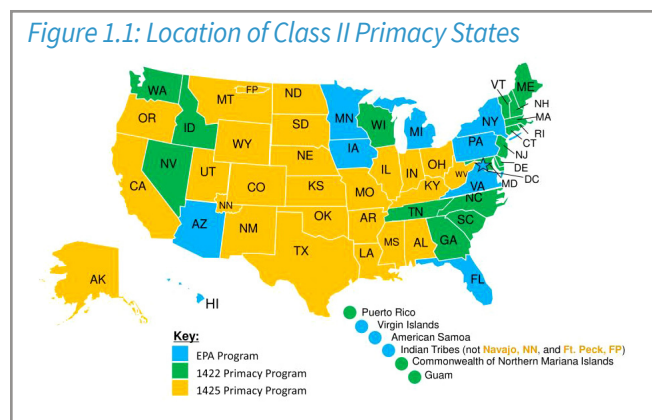 Figure 1.1: Location of Class II Primacy States
WA
MT
FP
ND
MN
WI
MI
VT
ME
NH
MA
RI
CT
NY
OR
ID
SD
WY
IA
PA
NJ
DE
DC
MD
NV
NE
IL
IN
OH
WV
VA
CA
UT
CO
KS
MO
KY
NC
NN
TN
SC
AZ
NM
OK
AR
MS
AL
GA
TX
LA
FL
AK
HI
Puerto Rico
Virgin Islands
American Samoa
Indian Tribes (not Navajo, NN, and Ft. Peck, FP)
Commonwealth of Northern Mariana Islands
Guam
Key:
EPA Program
1422 Primacy Program
1425 Primacy Program